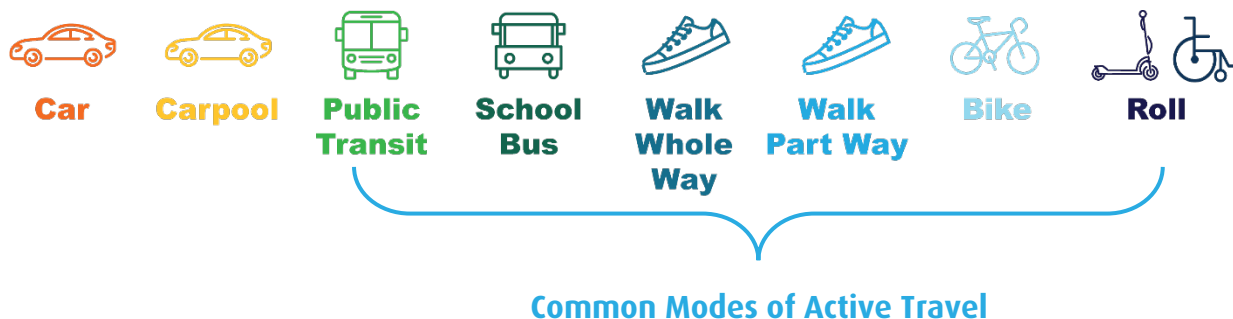 Car
Carpool
Public
Transit
School
Bus
Walk
Whole
Way
Walk
Part Way
Bike
Roll
Common Modes of Active Travel